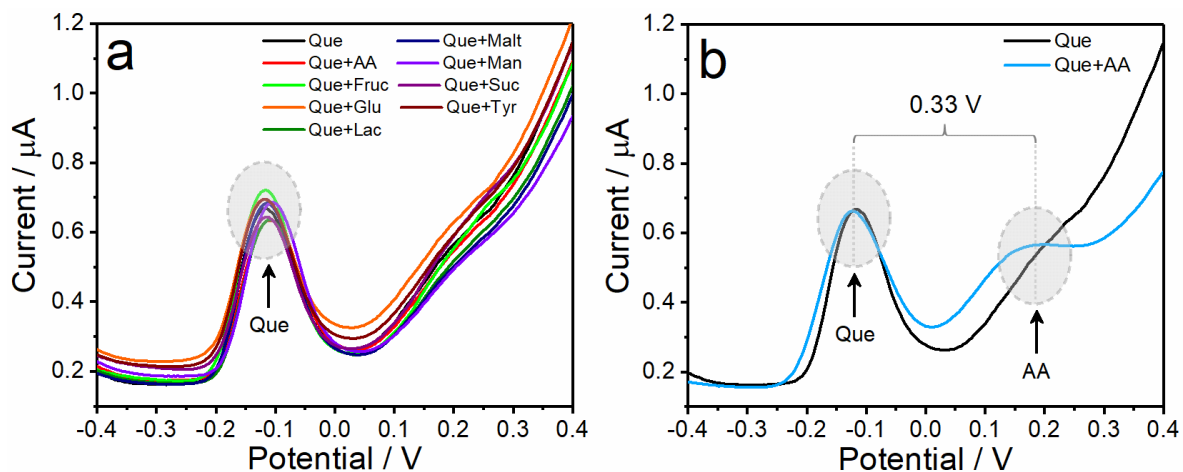 a
Que
Que+AA
Que+Fruc
Que+Glu
Que+Lac
Que+Malt
Que+Man
Que+Suc
Que+Tyr
Que
Current / μA
1.2
1.0
0.8
0.6
0.4
0.2
-0.4 -0.3 -0.2 -0.1 0.0 0.1 0.2 0.3 0.4
Potential / V
b
Que
Que+AA
0.33 V
Que
AA
Current / μA
1.2
1.0
0.8
0.6
0.4
0.2
-0.4 -0.3 -0.2 -0.1 0.0 0.1 0.2 0.3 0.4
Potential / V